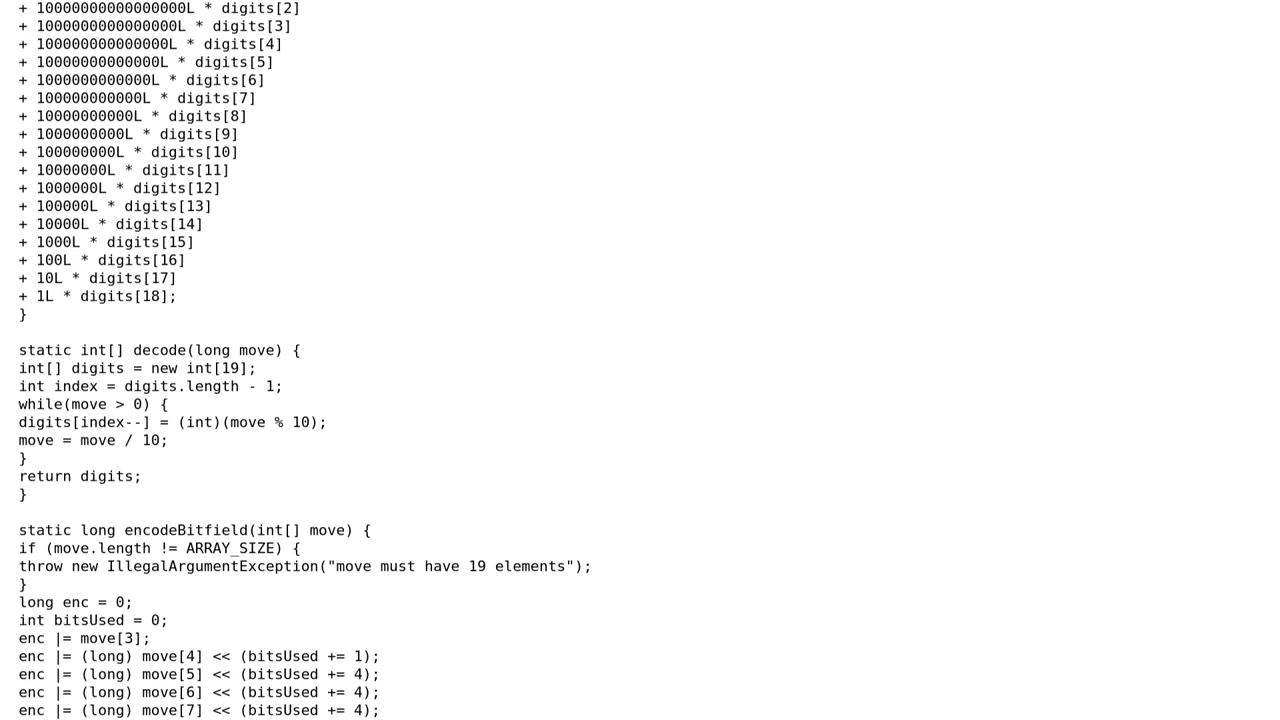 + 10000000000000000L * digits[2]
+ 1000000000000000L * digits[3]
+ 100000000000000L * digits[4]
+ 10000000000000L * digits[5]
+ 1000000000000L * digits[6]
+ 100000000000L * digits[7]
+ 10000000000L * digits[8]
+ 1000000000L * digits[9]
+ 100000000L * digits[10]
+ 10000000L * digits[11]
+ 1000000L * digits[12]
+ 100000L * digits[13]
+ 10000L * digits[14]
+ 1000L * digits[15]
+ 100L * digits[16]
+ 10L * digits[17]
+ 1L * digits[18];
}

static int[] decode(long move) {
int[] digits = new int[19];
int index = digits.length - 1;
while(move > 0) {
digits[index--] = (int)(move % 10);
move = move / 10;
}
return digits;
}

static long encodeBitfield(int[] move) {
if (move.length != ARRAY_SIZE) {
throw new IllegalArgumentException("move must have 19 elements");
}
long enc = 0;
int bitsUsed = 0;
enc |= move[3];
enc |= (long) move[4] << (bitsUsed += 1);
enc |= (long) move[5] << (bitsUsed += 4);
enc |= (long) move[6] << (bitsUsed += 4);
enc |= (long) move[7] << (bitsUsed += 4);